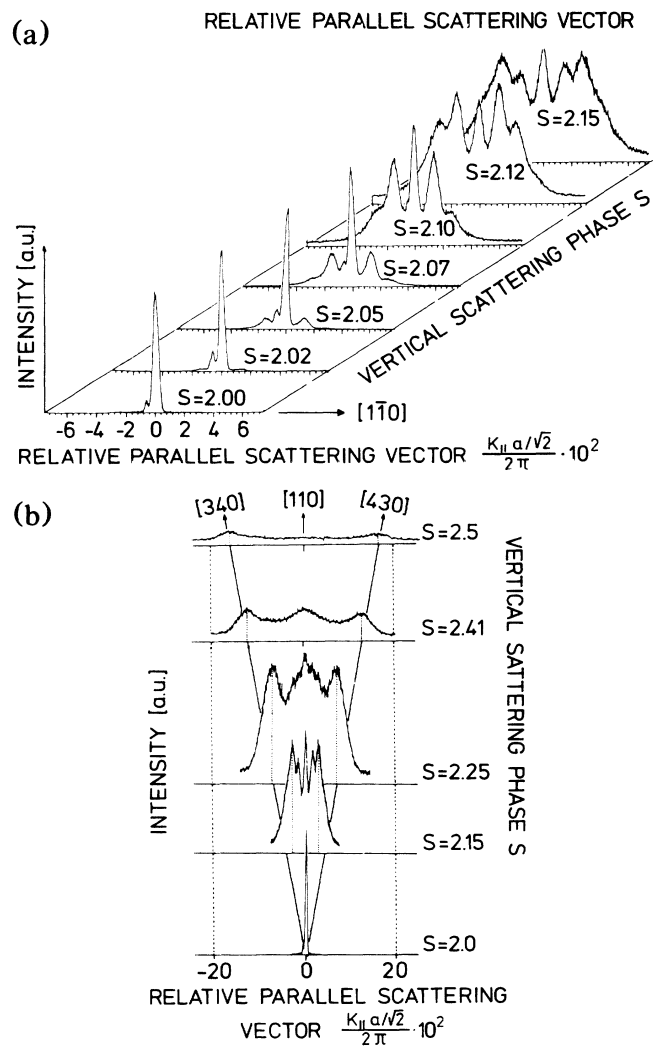 (a)
RELATIVE PARALLEL SCATTERING VECTOR
S=2.15
S=2.12
S=2.10
S=2.07
S=2.05
S=2.02
S=2.00
VERTICAL SCATTERING PHASE S
INTENSITY [a.u.]
[11̄0]
-6 -4 -2 0 2 4 6
RELATIVE PARALLEL SCATTERING VECTOR K_{||} a/√2 / 2π · 10²
(b)
[340] [110] [430]
S=2.5
S=2.41
S=2.25
S=2.15
S=2.0
INTENSITY [a.u.]
VERTICAL SATTERING PHASE S
-20 0 20
RELATIVE PARALLEL SCATTERING
VECTOR K_{||} a/√2 / 2π · 10²